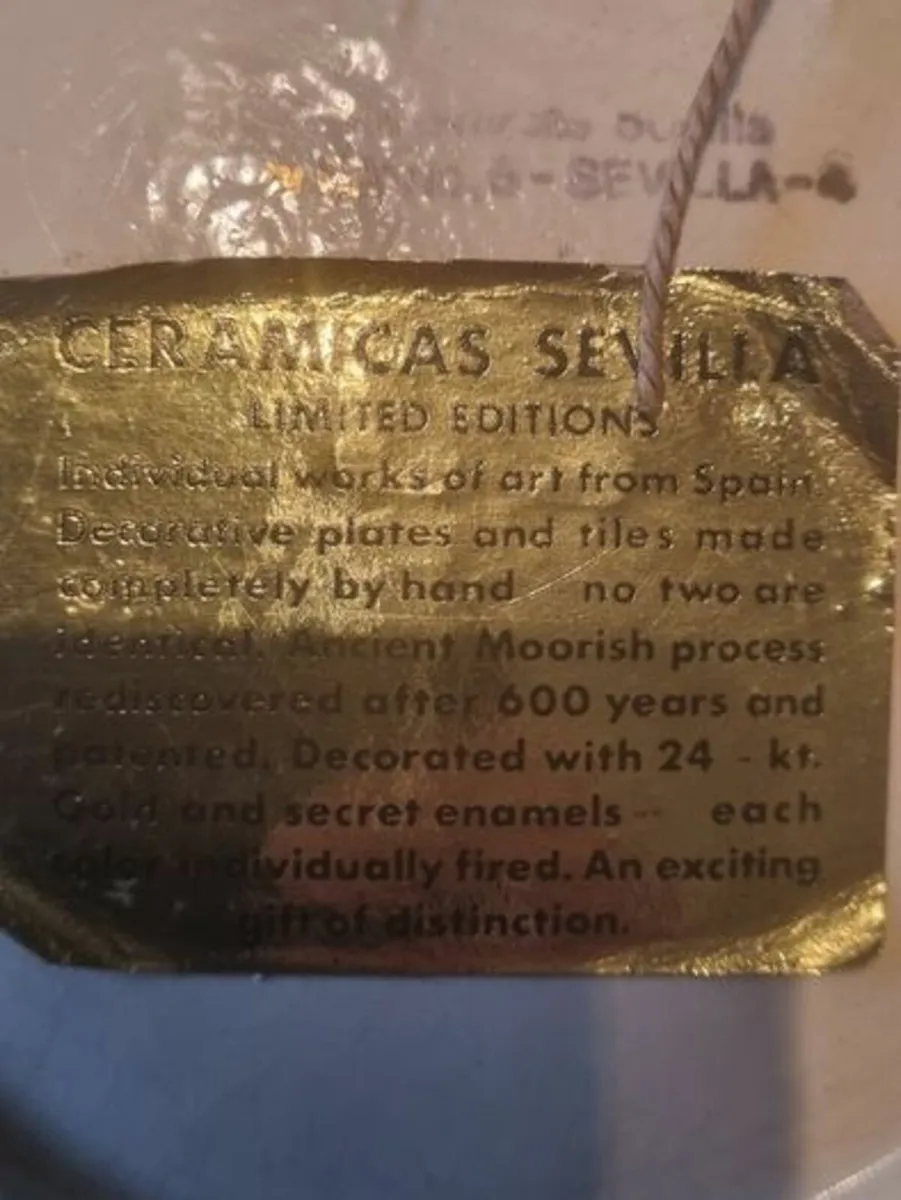 SEVILLA-
CERAMICAS SEVILLA
LIMITED EDITIONS
Individual works of art from Spain.
Decorative plates and tiles made
completely by hand no two are
identical. Ancient Moorish process
rediscovered after 600 years and
patented. Decorated with 24 - kt.
Gold and secret enamels -- each
color individually fired. An exciting
gift of distinction.